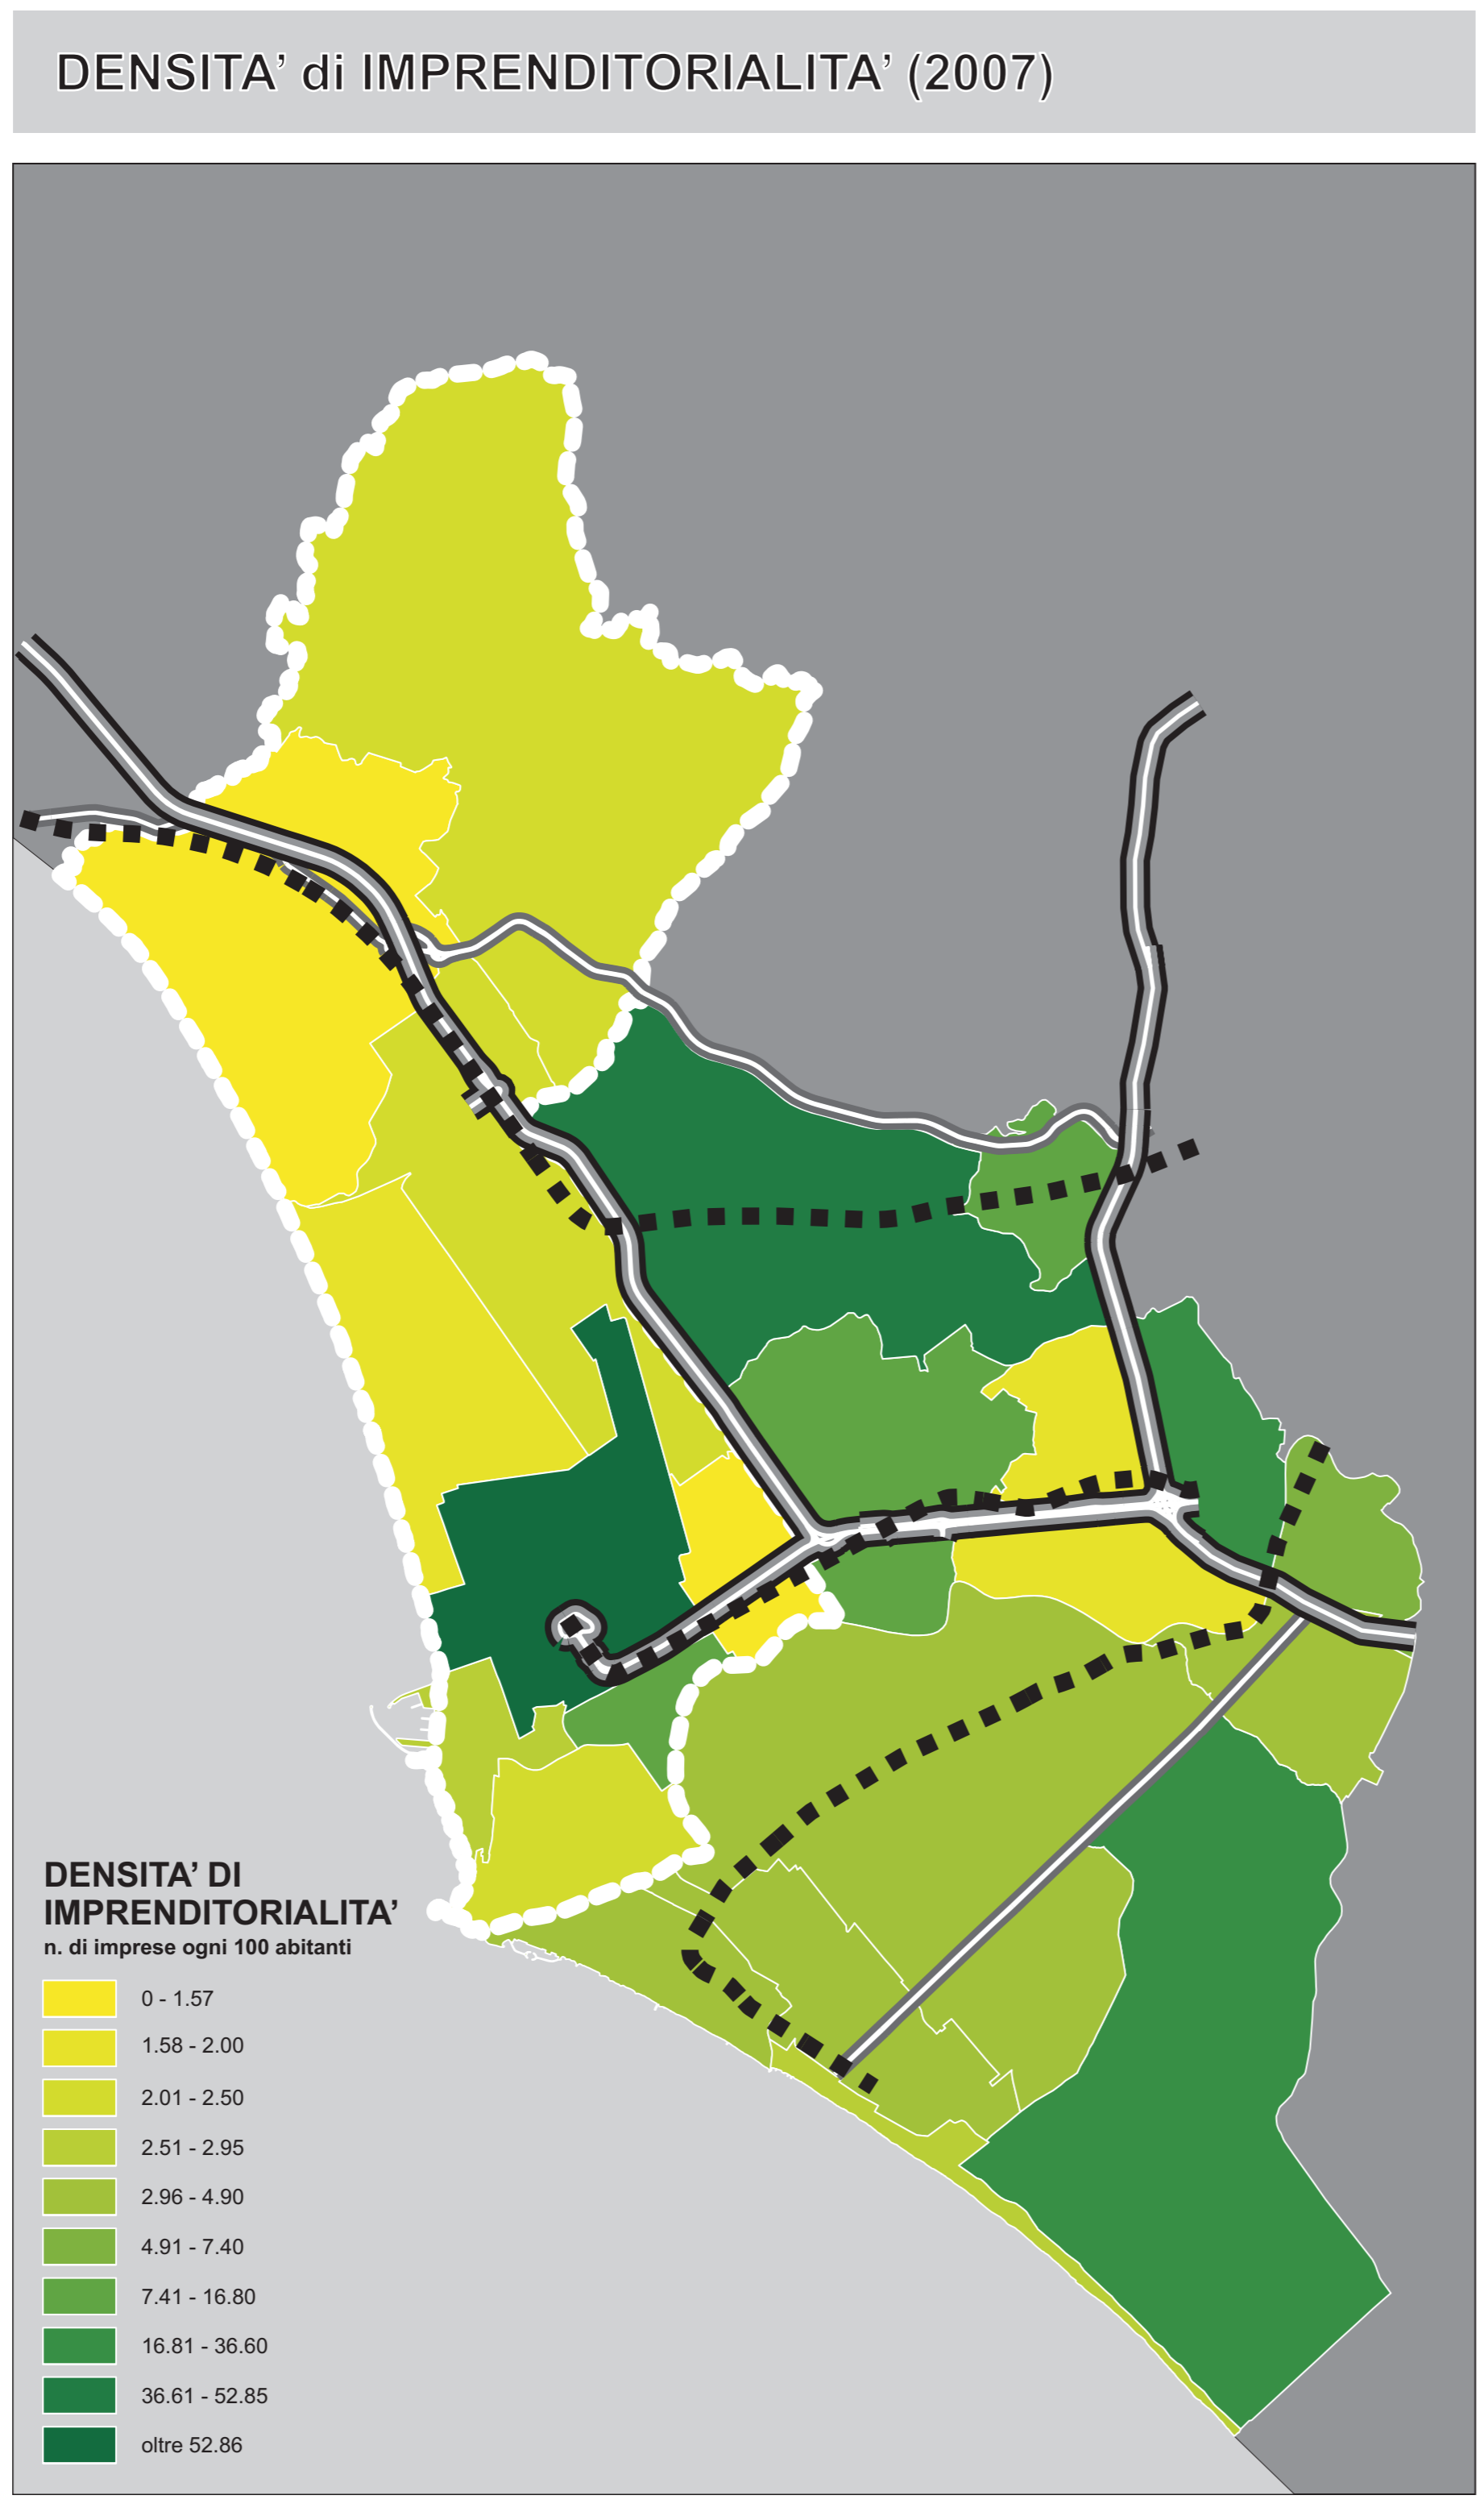 DENSITA’ di IMPRENDITORIALITA’ (2007)
DENSITA’ DI
IMPRENDITORIALITA’
n. di imprese ogni 100 abitanti
0 - 1.57
1.58 - 2.00
2.01 - 2.50
2.51 - 2.95
2.96 - 4.90
4.91 - 7.40
7.41 - 16.80
16.81 - 36.60
36.61 - 52.85
oltre 52.86